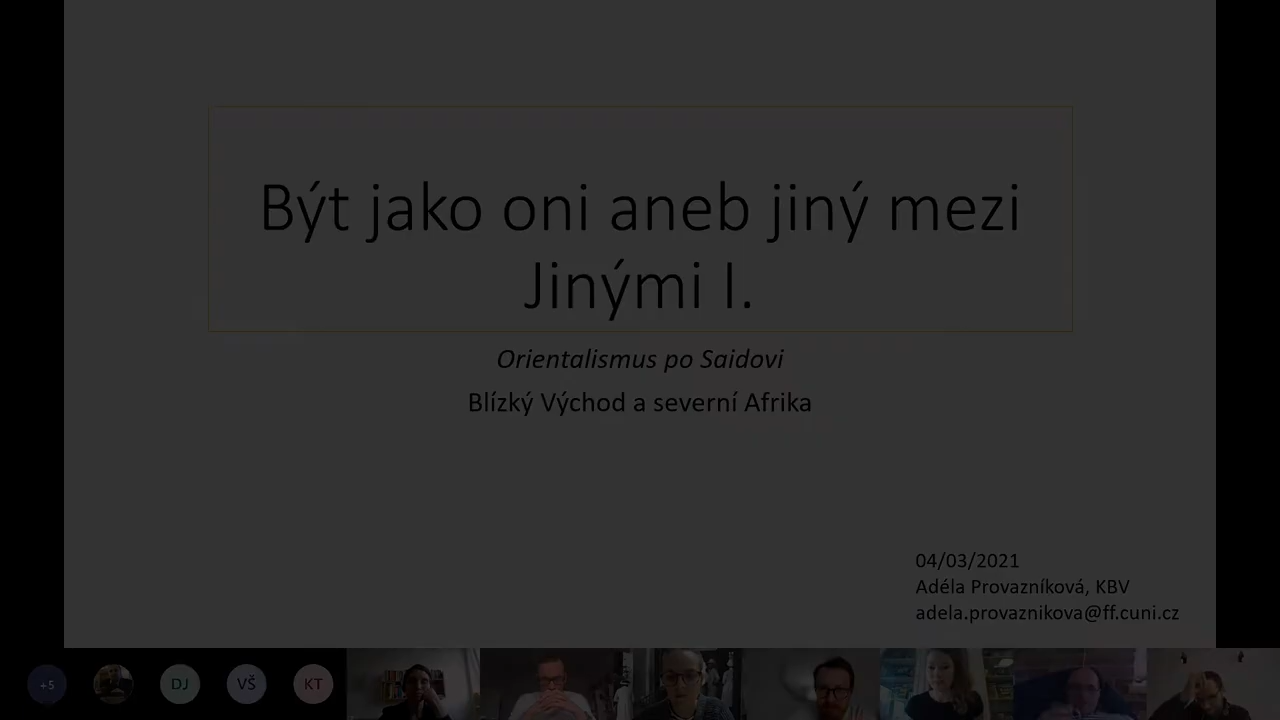 Být jako oni aneb jiný mezi
Jinými I.
Orientalismus po Saidovi
Blízký Východ a severní Afrika
04/03/2021
Adéla Provazníková, KBV
adela.provaznikova@ff.cuni.cz
+5
DJ
VŠ
KT